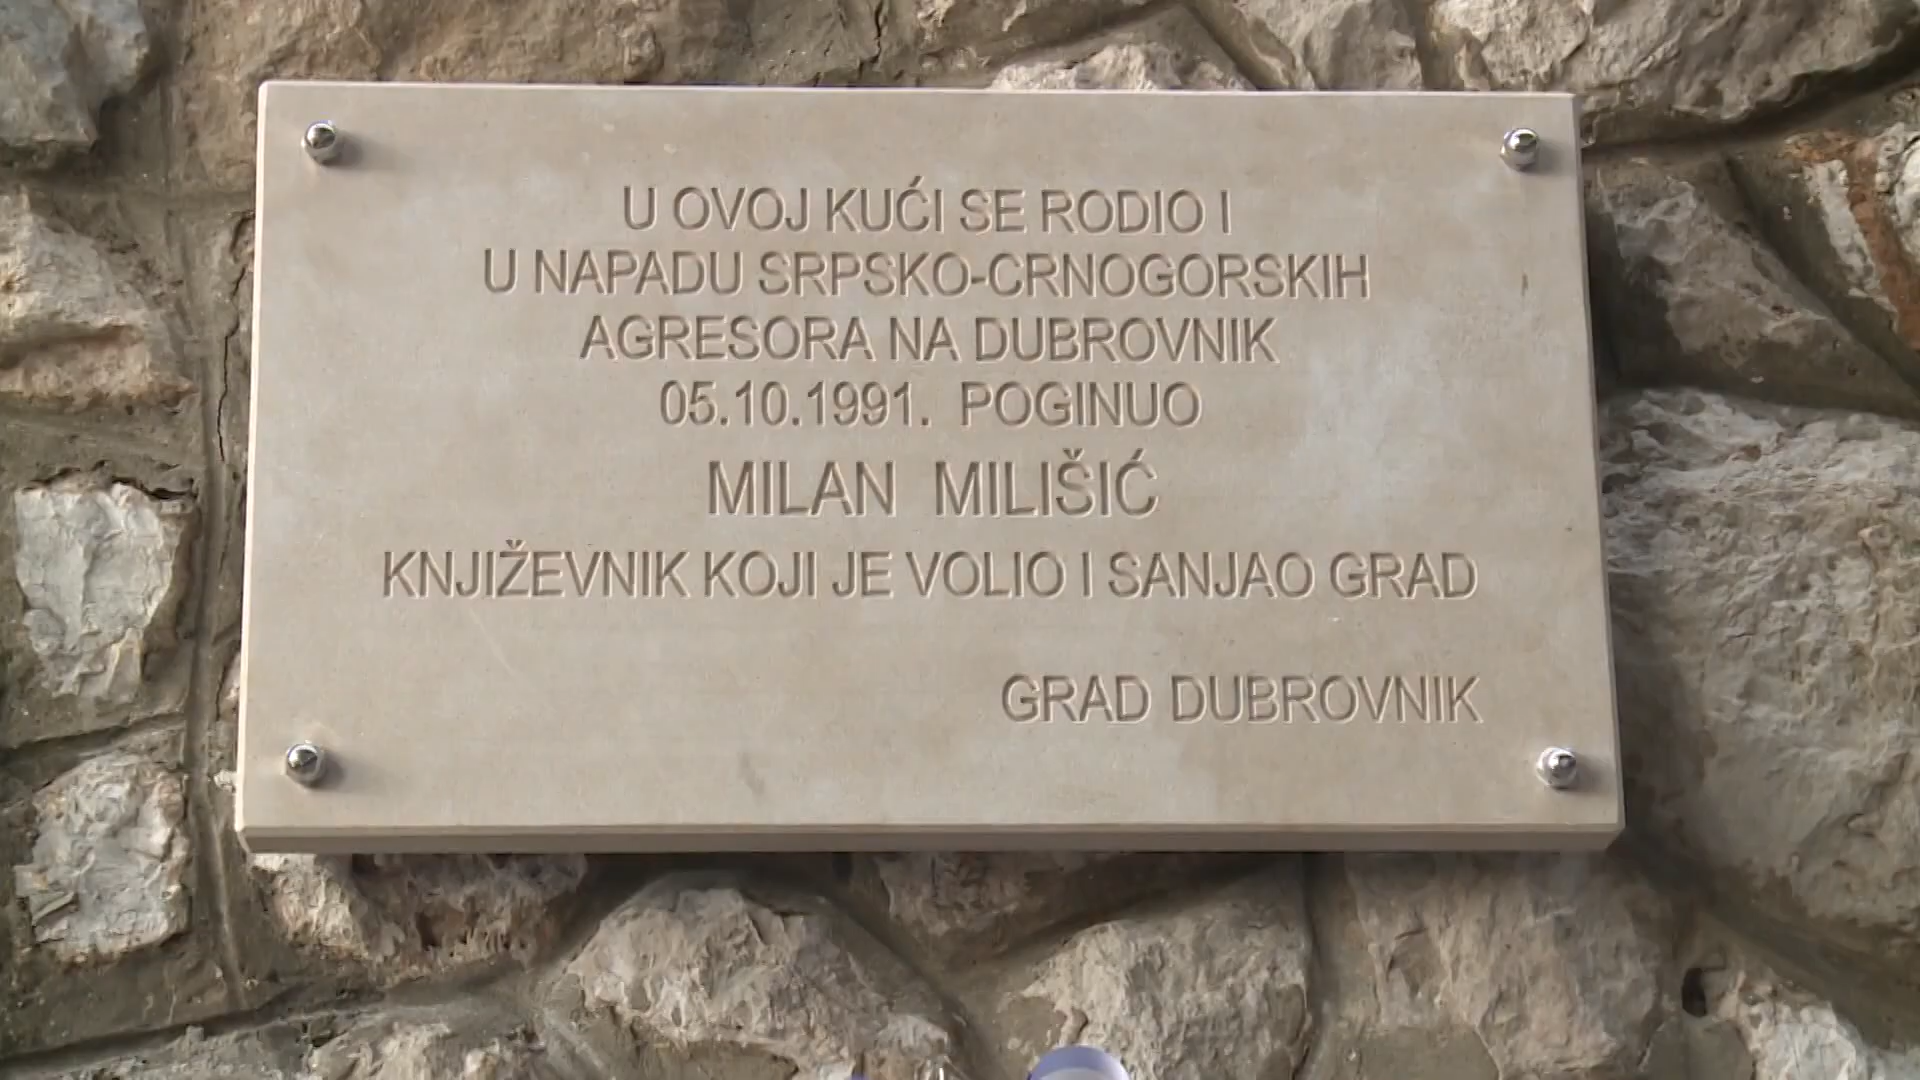 U OVOJ KUĆI SE RODIO I
U NAPADU SRPSKO-CRNOGORSKIH
AGRESORA NA DUBROVNIK
05.10.1991. POGINUO
MILAN MILIŠIĆ
KNJIŽEVNIK KOJI JE VOLIO I SANJAO GRAD
GRAD DUBROVNIK